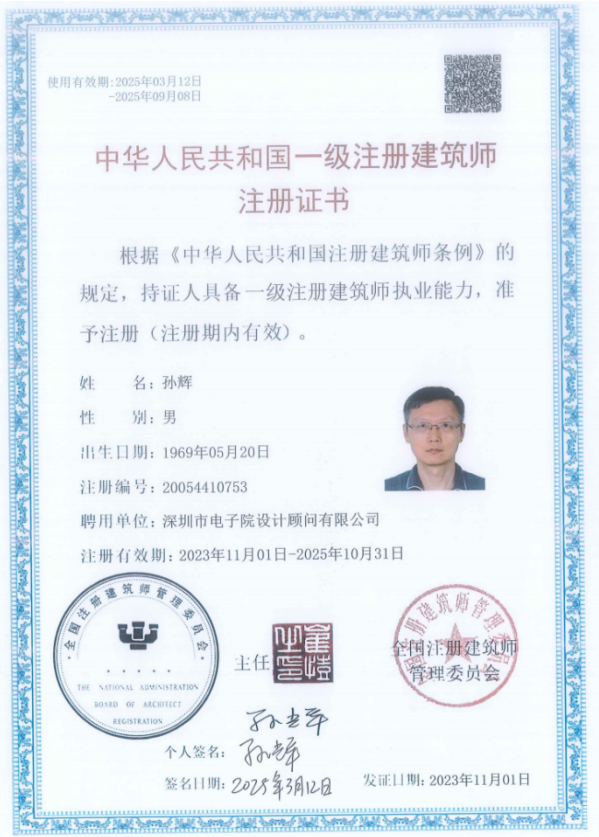 使用有效期:2025年03月12日
-2025年09月08日
中华人民共和国一级注册建筑师
注册证书
根据《中华人民共和国注册建筑师条例》的
规定，持证人具备一级注册建筑师执业能力，准
予注册（注册期内有效）。
姓 名：孙辉
性 别：男
出生日期：1969年05月20日
注册编号：20054410753
聘用单位：深圳市电子院设计顾问有限公司
注册有效期：2023年11月01日-2025年10月31日
全国注册建筑师管理委员会
THE NATIONAL ADMINISTRATION
BOARD OF ARCHITECT
REGISTRATION
主任
全国注册建筑师
管理委员会
个人签名：
签名日期：2025年3月12日
发证日期：2023年11月01日